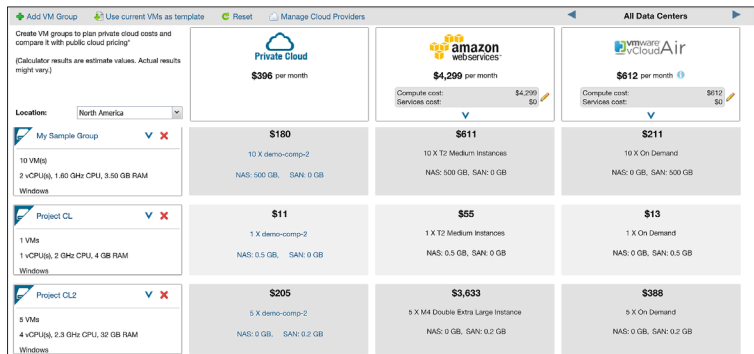 Add VM Group Use current VMs as template Reset Manage Cloud Providers All Data Centers
Create VM groups to plan private cloud costs and
compare it with public cloud pricing*
(Calculator results are estimate values. Actual results
might vary.)
Location: North America
Private Cloud
$396 per month
amazon
webservices™
$4,299 per month
Compute cost: $4,299
Services cost: $0
vmware
vCloud Air
$612 per month
Compute cost: $612
Services cost: $0
My Sample Group
10 VM(s)
2 vCPU(s), 1.60 GHz CPU, 3.50 GB RAM
Windows
$180
10 X demo-comp-2
NAS: 500 GB, SAN: 0 GB
$611
10 X T2 Medium Instances
NAS: 500 GB, SAN: 0 GB
$211
10 X On Demand
NAS: 0 GB, SAN: 500 GB
Project CL
1 VMs
1 vCPU(s), 2 GHz CPU, 4 GB RAM
Windows
$11
1 X demo-comp-2
NAS: 0.5 GB, SAN: 0 GB
$55
1 X T2 Medium Instances
NAS: 0.5 GB, SAN: 0 GB
$13
1 X On Demand
NAS: 0 GB, SAN: 0.5 GB
Project CL2
5 VMs
4 vCPU(s), 2.3 GHz CPU, 32 GB RAM
Windows
$205
5 X demo-comp-2
NAS: 0 GB, SAN: 0.2 GB
$3,633
5 X M4 Double Extra Large Instance
NAS: 0 GB, SAN: 0.2 GB
$388
5 X On Demand
NAS: 0 GB, SAN: 0.2 GB